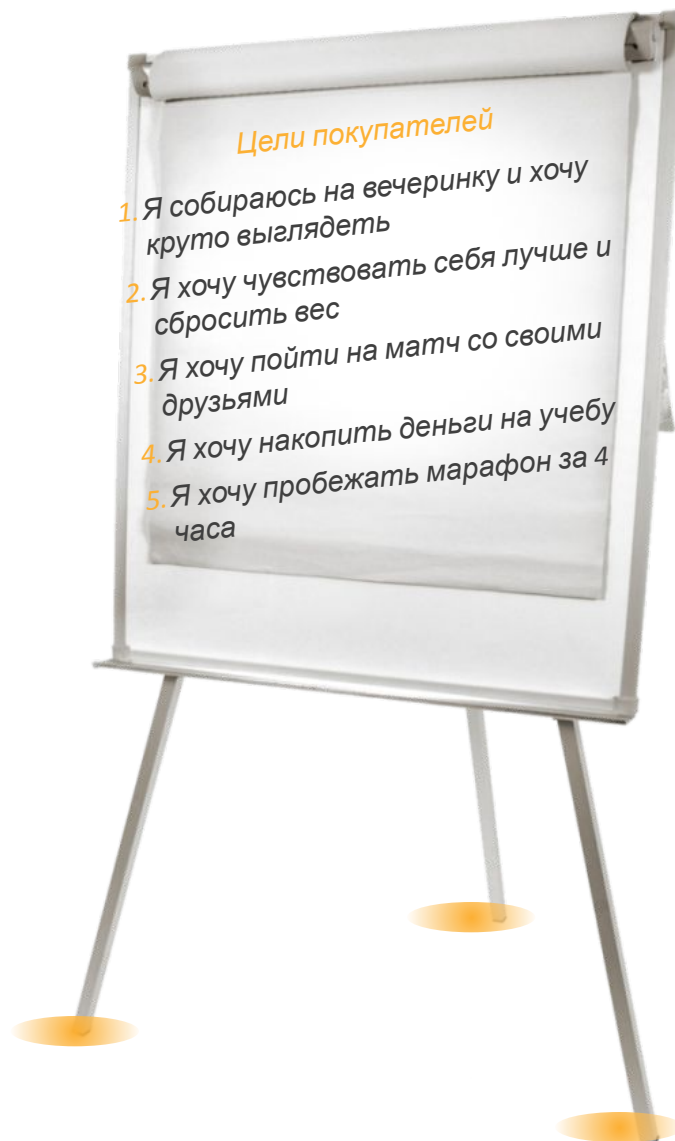 Цели покупателей
1. Я собираюсь на вечеринку и хочу
круто выглядеть
2. Я хочу чувствовать себя лучше и
сбросить вес
3. Я хочу пойти на матч со своими
друзьями
4. Я хочу накопить деньги на учебу
5. Я хочу пробежать марафон за 4
часа